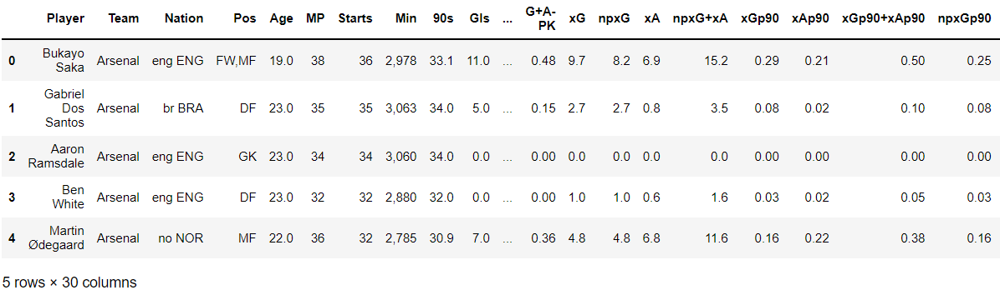 Player Team Nation Pos Age MP Starts Min 90s Gls ... G+A-PK xG npxG xA npxG+xA xGp90 xAp90 xGp90+xAp90 npxGp90
0 Bukayo Saka Arsenal eng ENG FW,MF 19.0 38 36 2,978 33.1 11.0 ... 0.48 9.7 8.2 6.9 15.2 0.29 0.21 0.50 0.25
1 Gabriel Dos Santos Arsenal br BRA DF 23.0 35 35 3,063 34.0 5.0 ... 0.15 2.7 2.7 0.8 3.5 0.08 0.02 0.10 0.08
2 Aaron Ramsdale Arsenal eng ENG GK 23.0 34 34 3,060 34.0 0.0 ... 0.00 0.0 0.0 0.0 0.0 0.00 0.00 0.00 0.00
3 Ben White Arsenal eng ENG DF 23.0 32 32 2,880 32.0 0.0 ... 0.00 1.0 1.0 0.6 1.6 0.03 0.02 0.05 0.03
4 Martin Ødegaard Arsenal no NOR MF 22.0 36 32 2,785 30.9 7.0 ... 0.36 4.8 4.8 6.8 11.6 0.16 0.22 0.38 0.16
5 rows × 30 columns